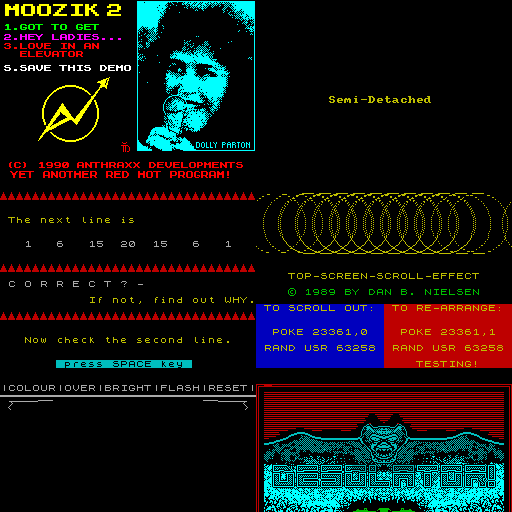 MOOZIK 2
1.GOT TO GET
2.HEY LADIES...
3.LOVE IN AN
ELEVATOR
S.SAVE THIS DEMO
DOLLY PARTON
(C) 1990 ANTHRAXX DEVELOPMENTS
YET ANOTHER RED HOT PROGRAM!
Semi-Detached
The next line is
1 6 15 20 15 6 1
CORRECT?-
If not, find out WHY.
Now check the second line.
press SPACE key
TOP-SCREEN-SCROLL-EFFECT
© 1989 BY DAN B. NIELSEN
TO SCROLL OUT:
POKE 23361,0
RAND USR 63258
TO RE-ARRANGE:
POKE 23361,1
RAND USR 63258
TESTING!
|COLOUR|OVER|BRIGHT|FLASH|RESET|
DESOLATOR